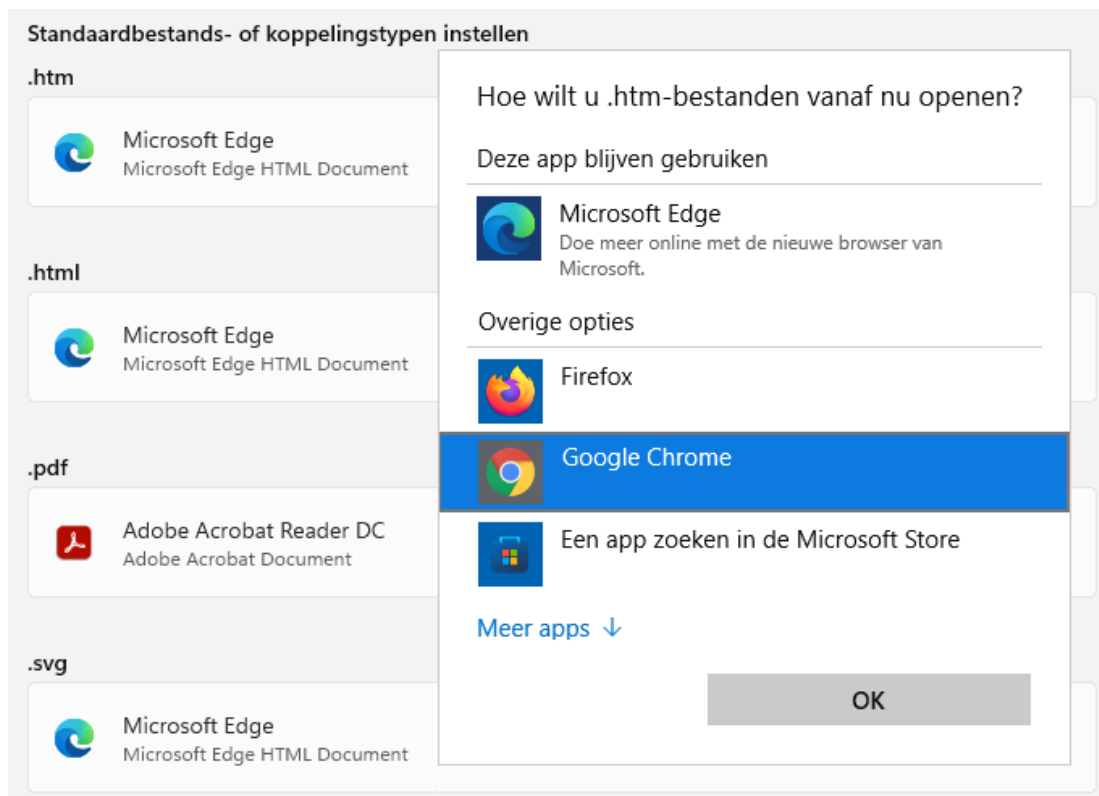 Standaardbestands- of koppelingstypen instellen
.htm
Microsoft Edge
Microsoft Edge HTML Document
.html
Microsoft Edge
Microsoft Edge HTML Document
.pdf
Adobe Acrobat Reader DC
Adobe Acrobat Document
.svg
Microsoft Edge
Microsoft Edge HTML Document
Hoe wilt u .htm-bestanden vanaf nu openen?
Deze app blijven gebruiken
Microsoft Edge
Doe meer online met de nieuwe browser van
Microsoft.
Overige opties
Firefox
Google Chrome
Een app zoeken in de Microsoft Store
Meer apps
OK